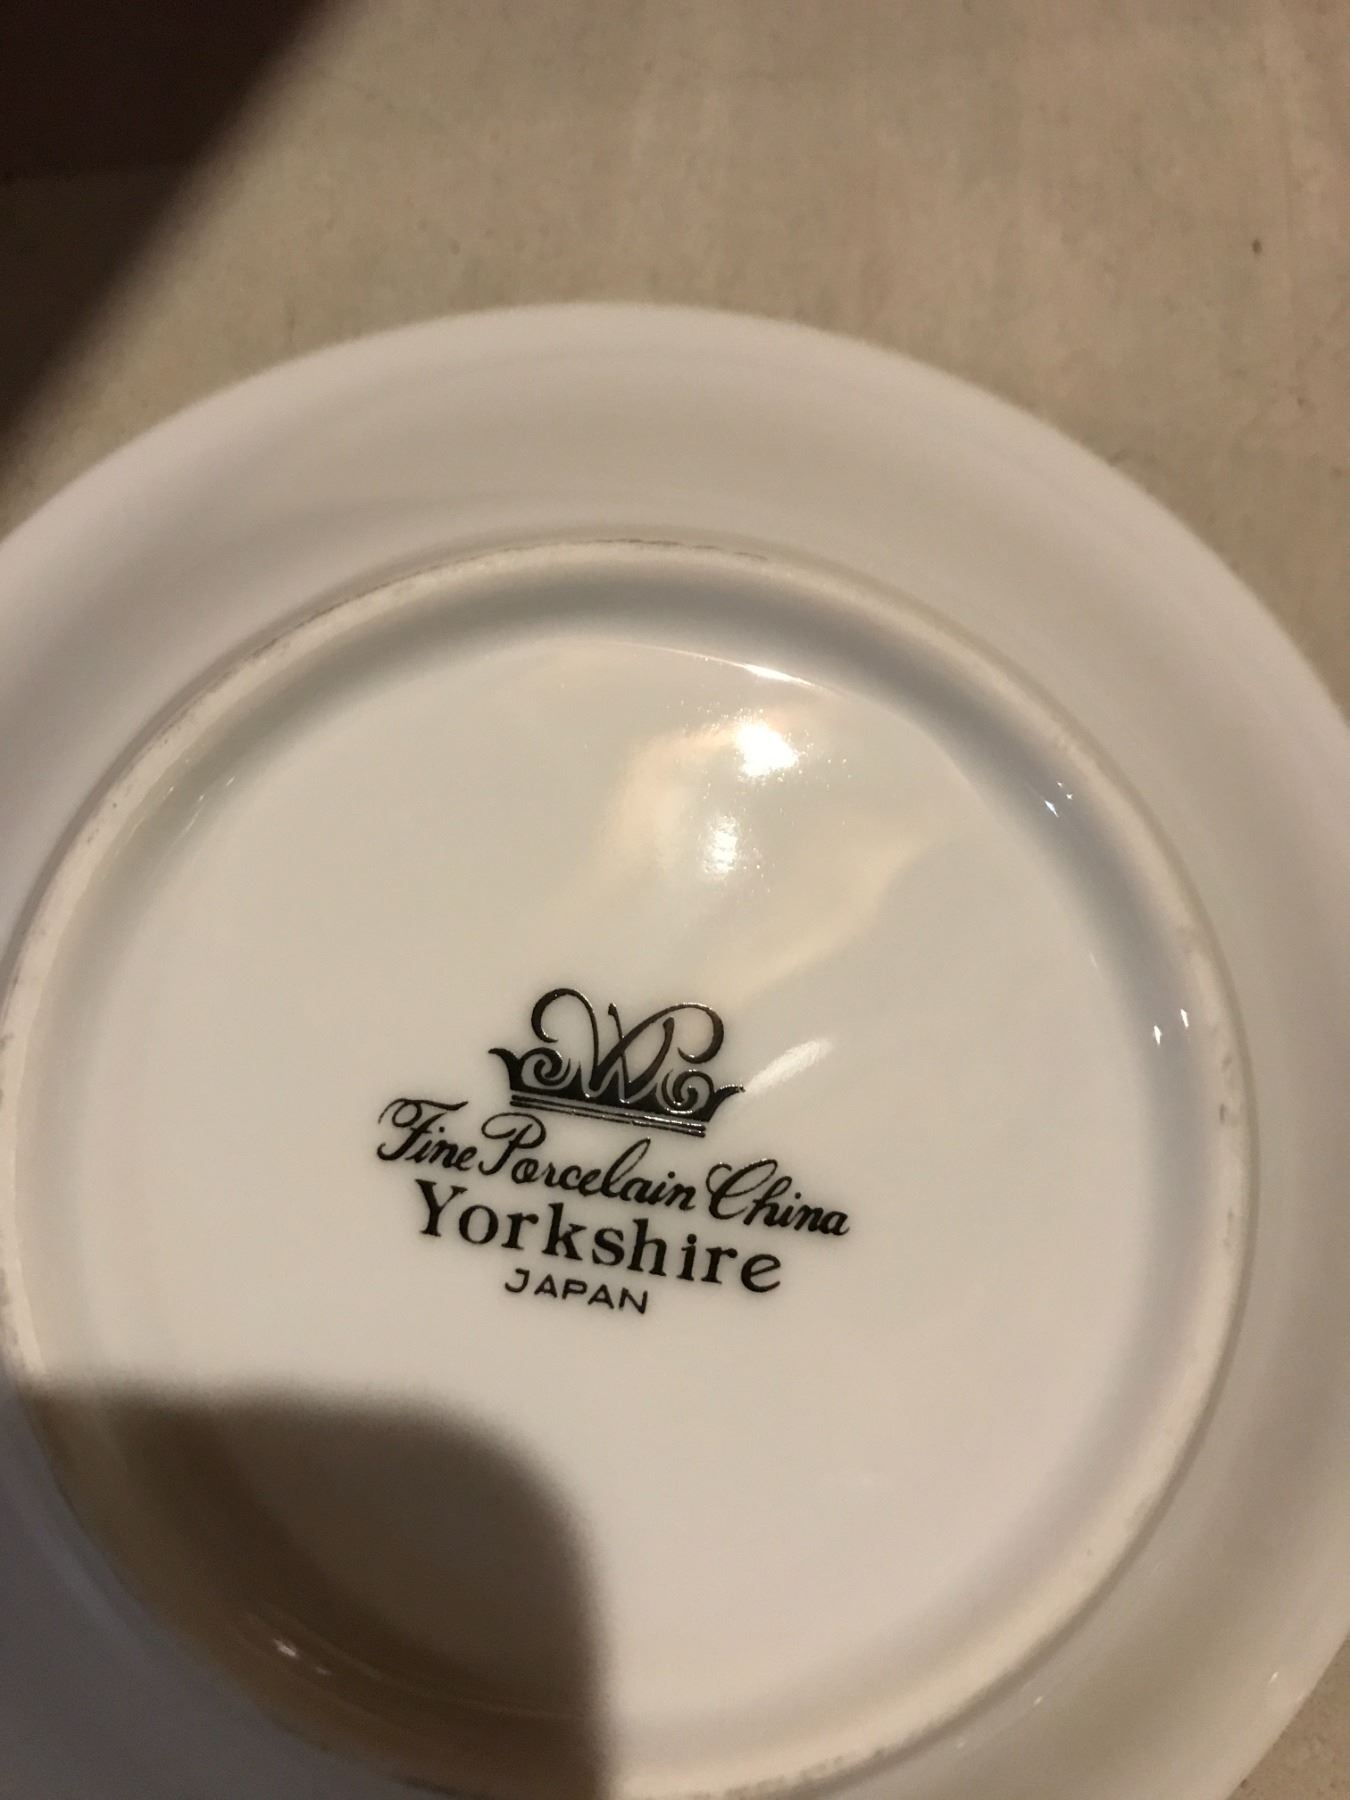 W
Fine Porcelain China
Yorkshire
JAPAN